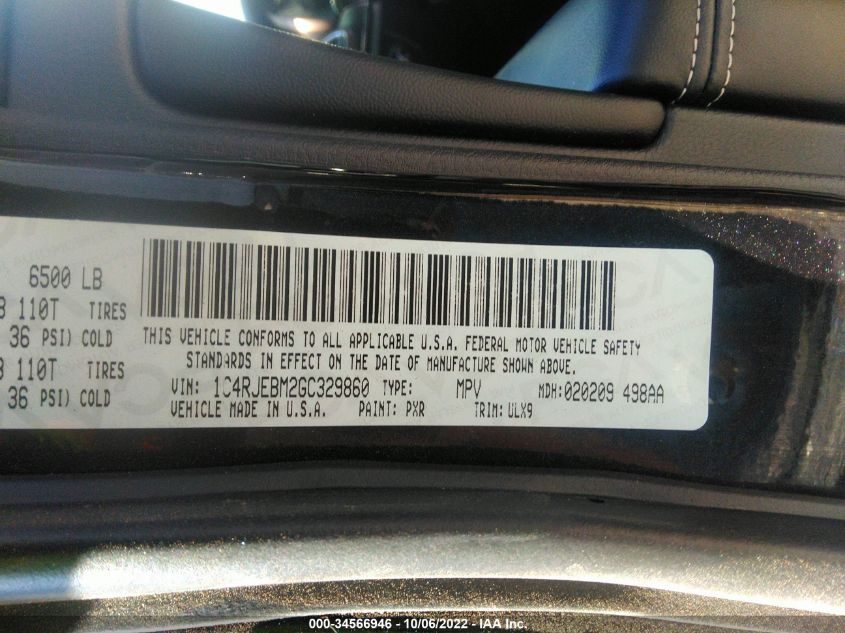 6500 LB
110T TIRES
36 PSI) COLD
110T TIRES
36 PSI) COLD
THIS VEHICLE CONFORMS TO ALL APPLICABLE U.S.A. FEDERAL MOTOR VEHICLE SAFETY
STANDARDS IN EFFECT ON THE DATE OF MANUFACTURE SHOWN ABOVE.
VIN: 1C4RJEBM2GC329860 TYPE: MPV MDH:020209 498AA
VEHICLE MADE IN U.S.A. PAINT: PXR TRIM: ULX9
000-34566946 - 10/06/2022 - IAA Inc.